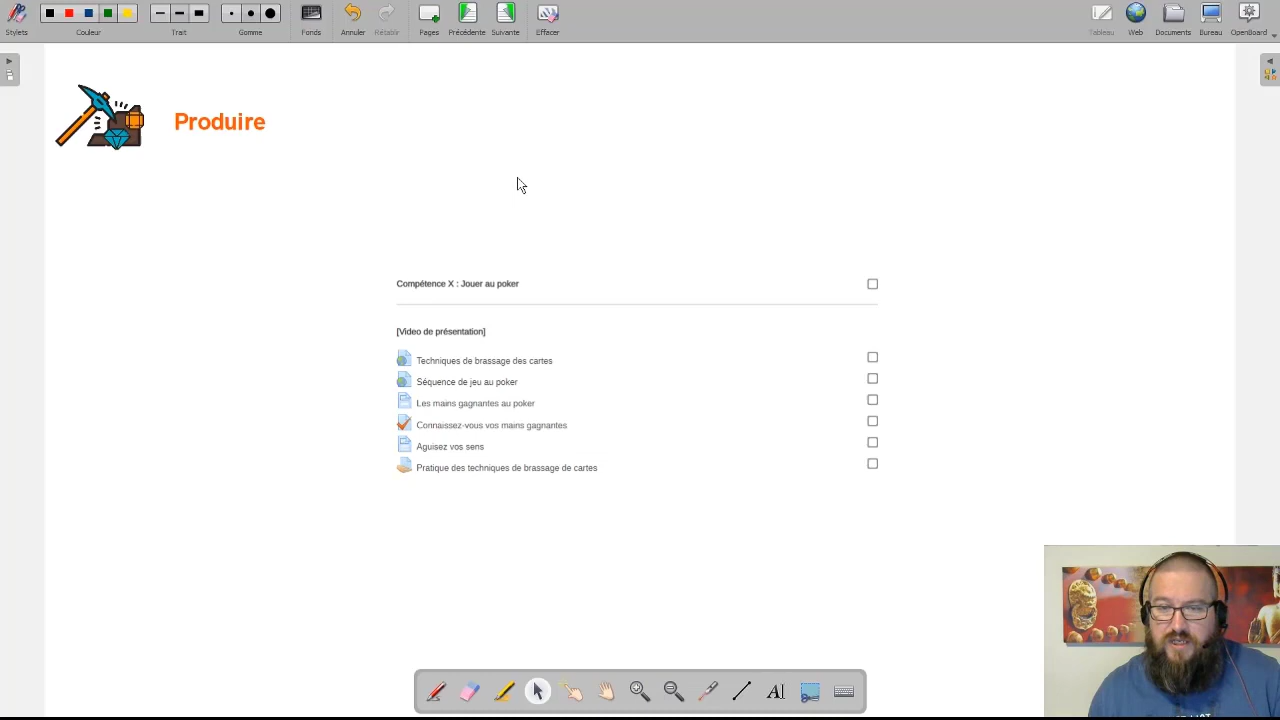 Stylets
Couleur
Trait
Gomme
Fonds
Annuler
Rétablir
Pages
Précédente
Suivante
Effacer
Tableau
Web
Documents
Bureau
OpenBoard
Produire
Compétence X : Jouer au poker
[Video de présentation]
Techniques de brassage des cartes
Séquence de jeu au poker
Les mains gagnantes au poker
Connaissez-vous vos mains gagnantes
Aguisez vos sens
Pratique des techniques de brassage de cartes